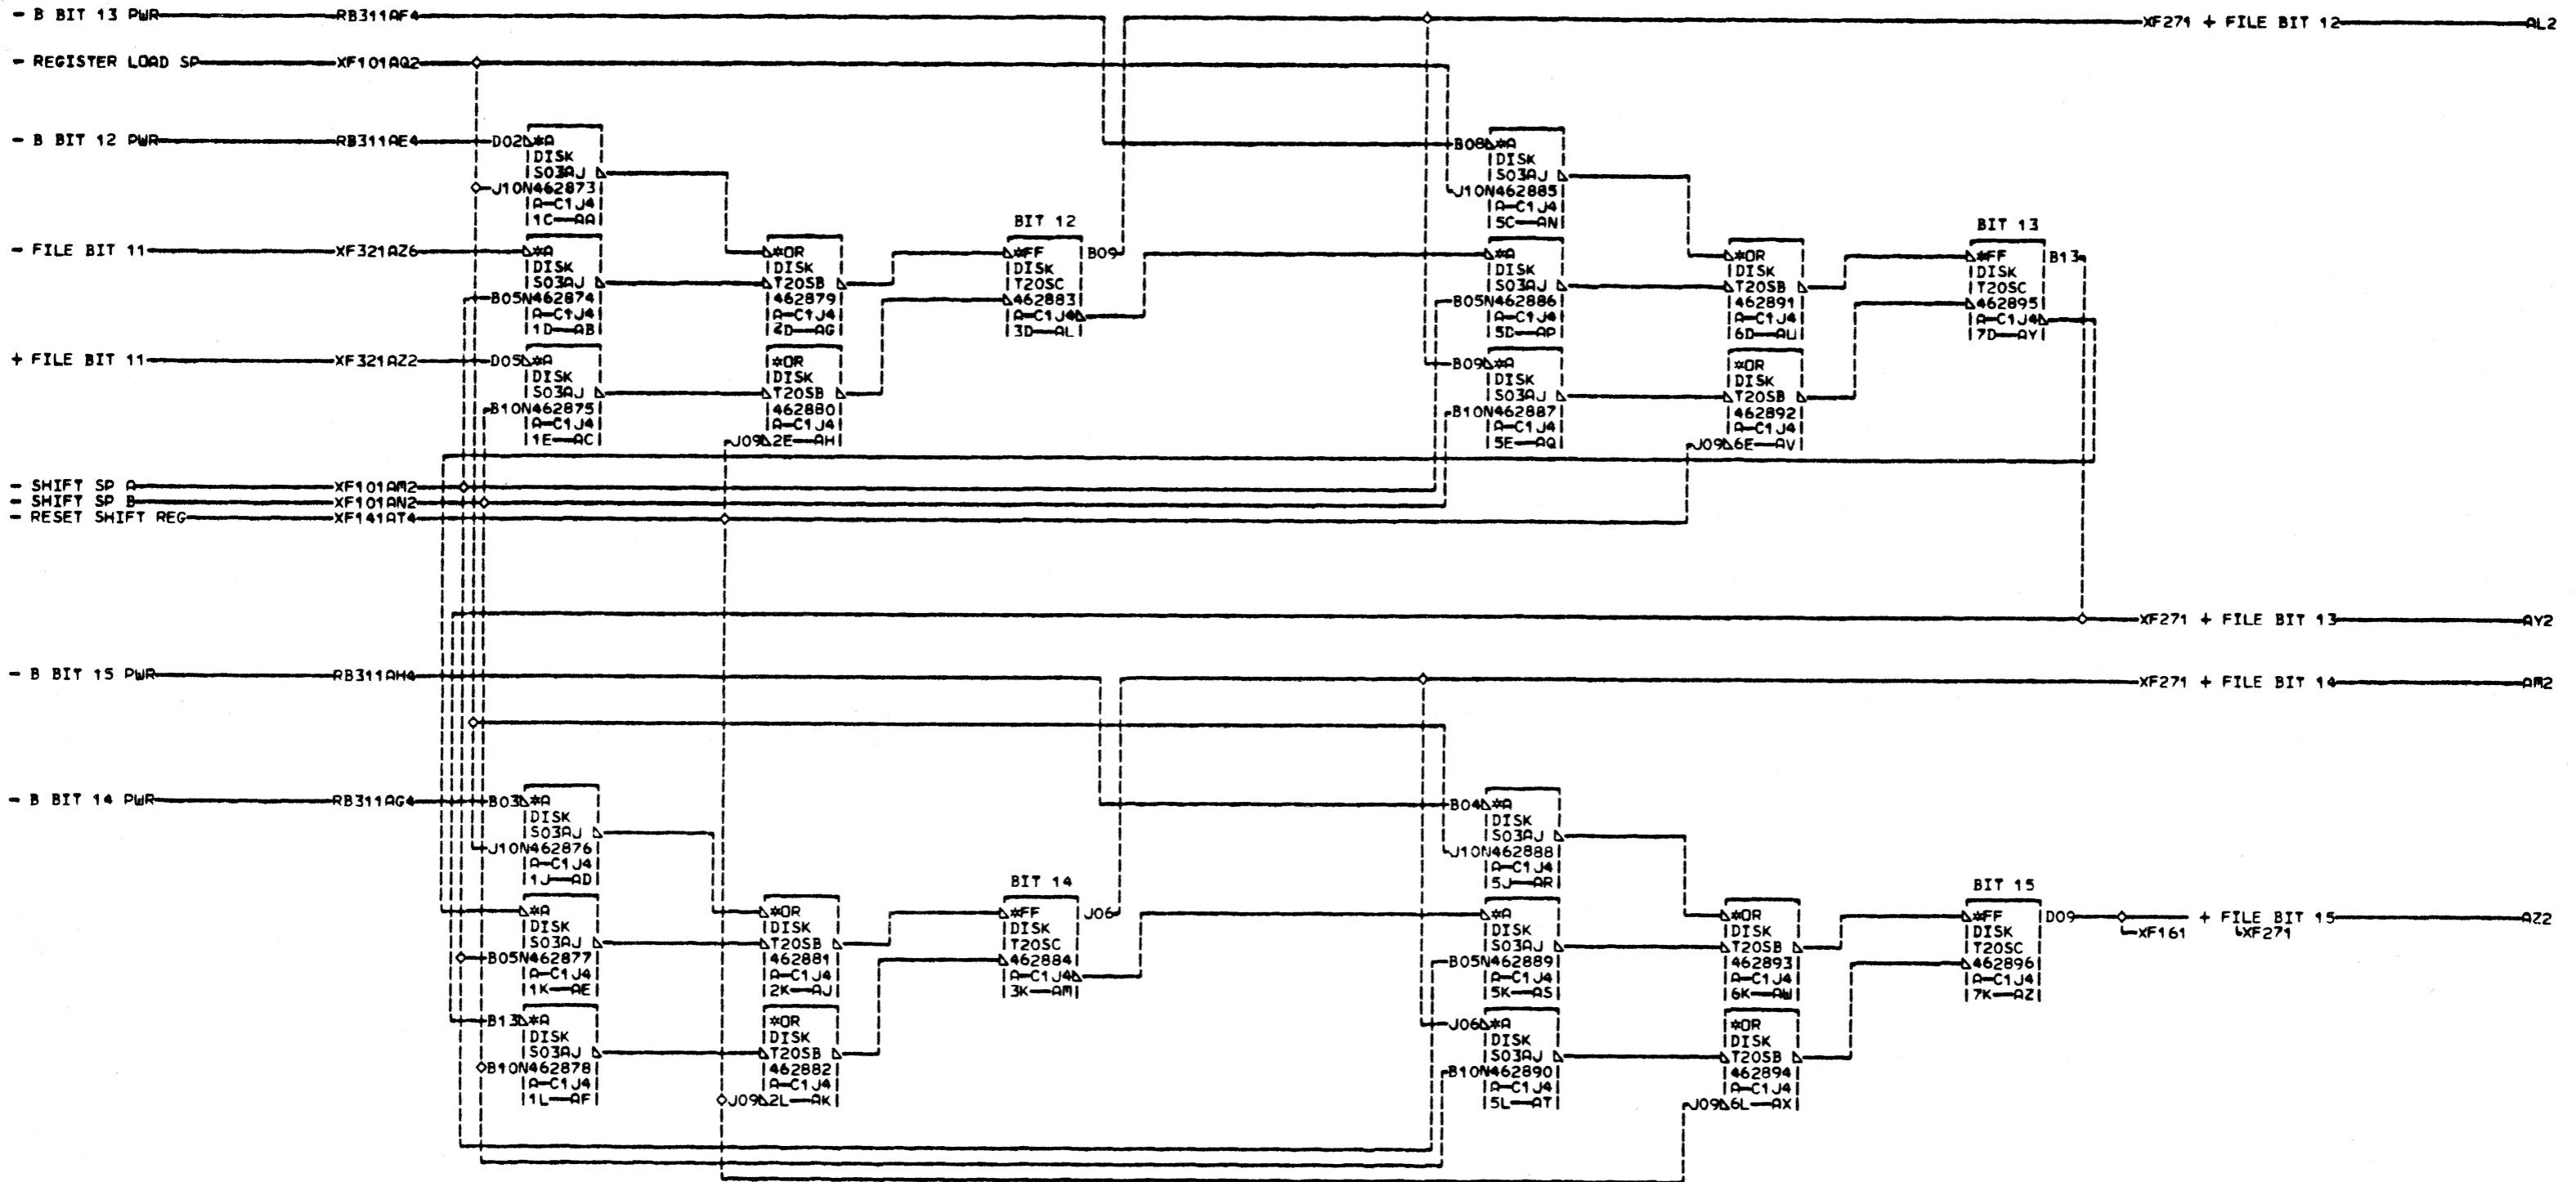 - B BIT 13 PWR RB311AF4 XF271 + FILE BIT 12 AL2
- REGISTER LOAD SP XF101AQ2
- B BIT 12 PWR RB311AE4 D02 *A
DISK
S03AJ
J10N462873
A-C1J4
1C-AA
B08 *A
DISK
S03AJ
J10N462885
A-C1J4
5C-AN
- FILE BIT 11 XF321AZ6 *A
DISK
S03AJ
B05N462874
A-C1J4
1D-AB
*OR
DISK
T20SB
462879
A-C1J4
2D-AG
BIT 12
*FF B09
DISK
T20SC
462883
A-C1J4
3D-AL
*A
DISK
S03AJ
B05N462886
A-C1J4
5D-AP
*OR
DISK
T20SB
462891
A-C1J4
6D-AU
BIT 13
*FF B13
DISK
T20SC
462895
A-C1J4
7D-AY
+ FILE BIT 11 XF321AZ2 D05 *A
DISK
S03AJ
B10N462875
A-C1J4
1E-AC
*OR
DISK
T20SB
462880
A-C1J4
J09 2E-AH
B09 *A
DISK
S03AJ
B10N462887
A-C1J4
5E-AQ
*OR
DISK
T20SB
462892
A-C1J4
J09 6E-AV
- SHIFT SP A XF101AM2
- SHIFT SP B XF101AN2
- RESET SHIFT REG XF141AT4
XF271 + FILE BIT 13 AY2
- B BIT 15 PWR RB311AH4 XF271 + FILE BIT 14 AM2
- B BIT 14 PWR RB311AG4 B03 *A
DISK
S03AJ
J10N462876
A-C1J4
1J-AD
B04 *A
DISK
S03AJ
J10N462888
A-C1J4
5J-AR
*A
DISK
S03AJ
B05N462877
A-C1J4
1K-AE
*OR
DISK
T20SB
462881
A-C1J4
2K-AJ
BIT 14
*FF J06
DISK
T20SC
462884
A-C1J4
3K-AM
*A
DISK
S03AJ
B05N462889
A-C1J4
5K-AS
*OR
DISK
T20SB
462893
A-C1J4
6K-AW
BIT 15
*FF D09 + FILE BIT 15 AZ2
XF161 XF271
DISK
T20SC
462896
A-C1J4
7K-AZ
B13 *A
DISK
S03AJ
B10N462878
A-C1J4
1L-AF
*OR
DISK
T20SB
462882
A-C1J4
J09 2L-AK
J06 *A
DISK
S03AJ
B10N462890
A-C1J4
5L-AT
*OR
DISK
T20SB
462894
A-C1J4
J09 6L-AX